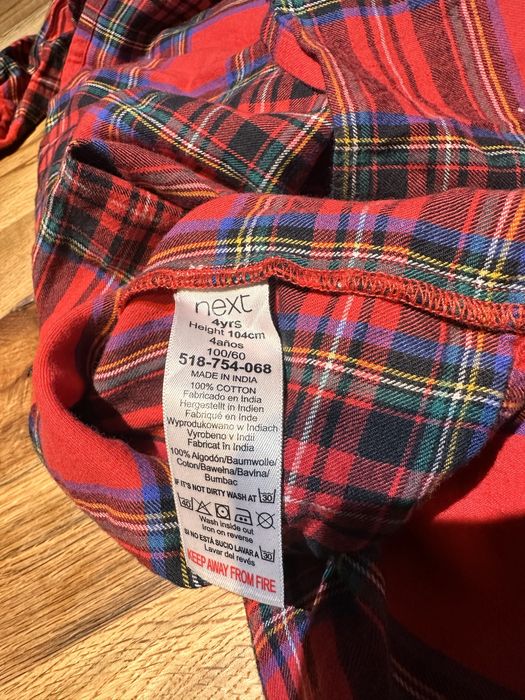 next
4yrs
Height 104cm
4años
100/60
518-754-068
MADE IN INDIA
100% COTTON
Fabricado en India
Hergestellt in Indien
Fabriqué en Inde
Wyprodukowano w Indiach
Vyrobeno v Indii
Fabricat în India
100% Algodón/Baumwolle/
Coton/Bawełna/Bavlna/
Bumbac
IF IT'S NOT DIRTY WASH AT 30
40
Wash inside out
Iron on reverse
SI NO ESTÁ SUCIO LAVAR A 30
Lavar del revés
KEEP AWAY FROM FIRE